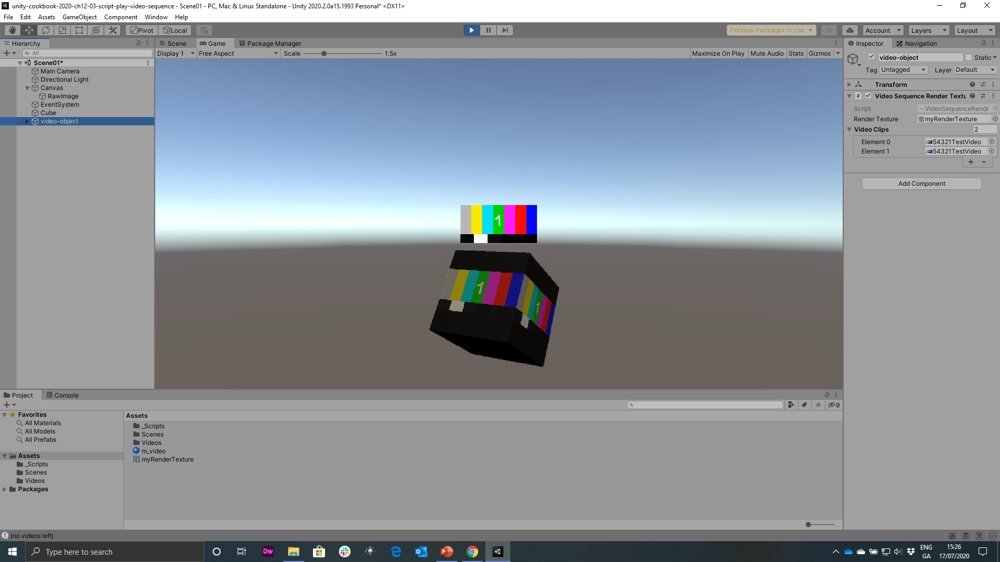 unity-cookbook-2020-ch12-03-script-play-video-sequence - Scene01 - PC, Mac & Linux Standalone - Unity 2020.2.0a15.1993 Personal* <DX11>
File Edit Assets GameObject Component Window Help
Pivot Local Preview Packages in Use Account Layers Layout
Hierarchy
All
Scene01*
Main Camera
Directional Light
Canvas
RawImage
EventSystem
Cube
video-object
Scene Game Package Manager
Display 1 Free Aspect Scale 1.5x Maximize On Play Mute Audio Stats Gizmos
1
1
1
Inspector Navigation
video-object Static
Tag Untagged Layer Default
Transform
Video Sequence Render Textu
Script VideoSequenceRende
Render Texture myRenderTexture
Video Clips 2
Element 0 54321TestVideo
Element 1 54321TestVideo
Add Component
Project Console
9
Favorites
All Materials
All Models
All Prefabs
Assets
_Scripts
Scenes
Videos
Packages
Assets
_Scripts
Scenes
Videos
m_video
myRenderTexture
(no videos left)
Type here to search
Dw
ENG
GA
15:26
17/07/2020